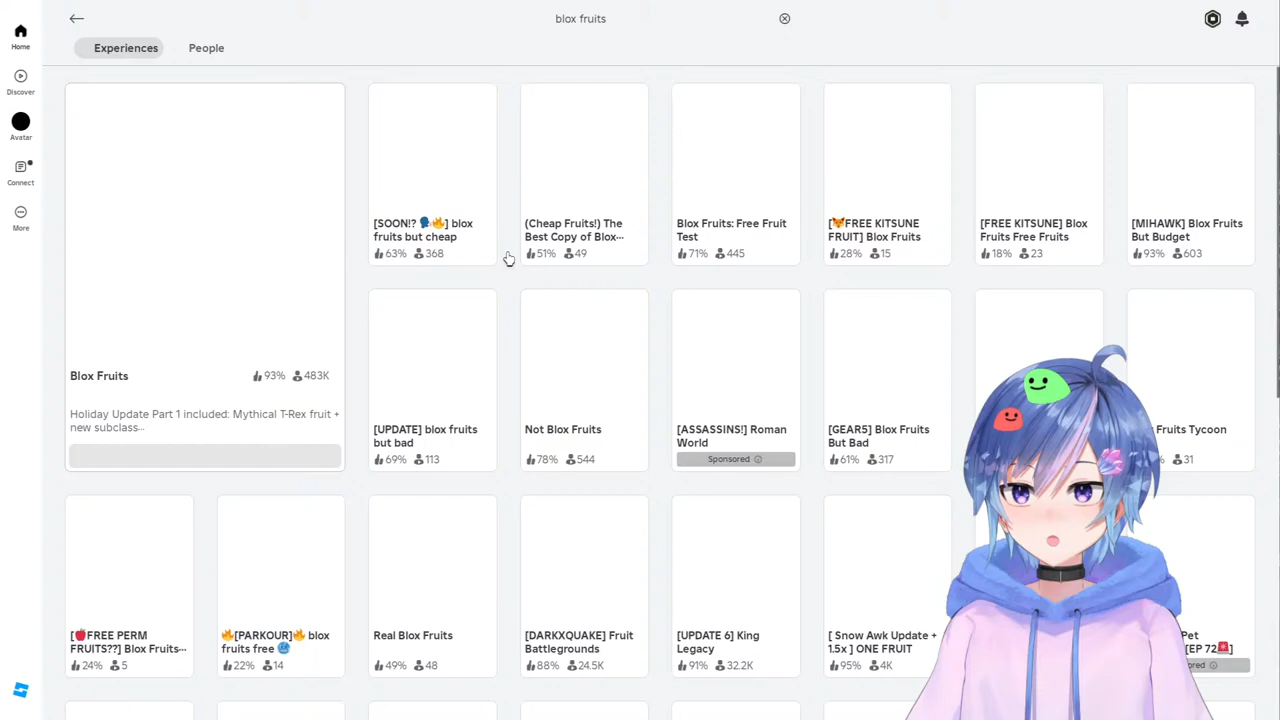 blox fruits
Home
Discover
Avatar
Connect
More
Experiences
People
Blox Fruits
93% 483K
Holiday Update Part 1 included: Mythical T-Rex fruit +
new subclass...
[SOON!? 🗣️🔥] blox
fruits but cheap
63% 368
(Cheap Fruits!) The
Best Copy of Blox...
51% 49
Blox Fruits: Free Fruit
Test
71% 445
[🦊FREE KITSUNE
FRUIT] Blox Fruits
28% 15
[FREE KITSUNE] Blox
Fruits Free Fruits
18% 23
[MIHAWK] Blox Fruits
But Budget
93% 603
[UPDATE] blox fruits
but bad
69% 113
Not Blox Fruits
78% 544
[ASSASSINS!] Roman
World
Sponsored
[GEAR5] Blox Fruits
But Bad
61% 317
Fruits Tycoon
31
[🍎FREE PERM
FRUITS??] Blox Fruits...
24% 5
🔥[PARKOUR]🔥 blox
fruits free 🥶
22% 14
Real Blox Fruits
49% 48
[DARKXQUAKE] Fruit
Battlegrounds
88% 24.5K
[UPDATE 6] King
Legacy
91% 32.2K
[ Snow Awk Update +
1.5x ] ONE FRUIT
95% 4K
Pet
[EP 72🚨]